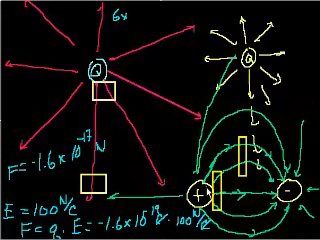 6x
Q
Q
F=-1.6×10⁻¹⁷ N
+
-
E = 100 N/C
F = q. E = -1.6×10⁻¹⁹ C. 100 N/C